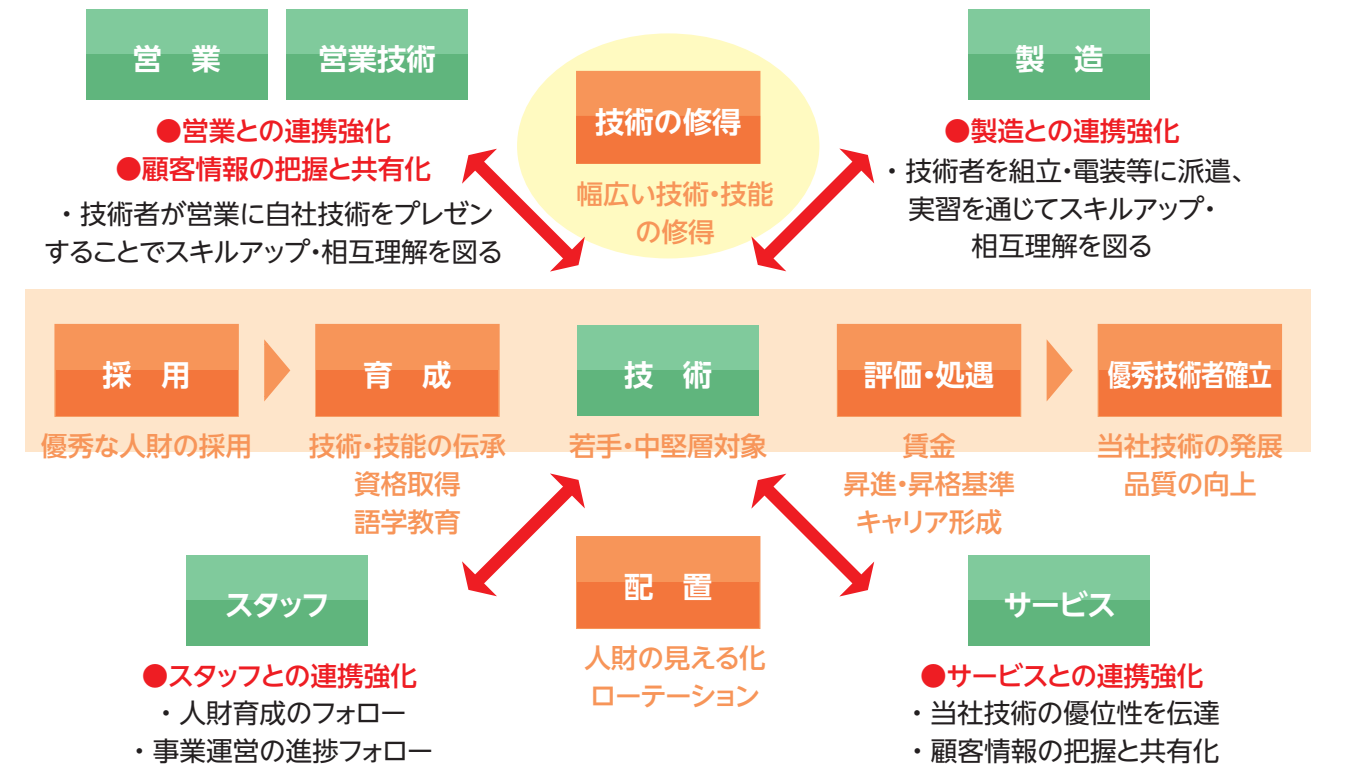 営　業
営業技術
●営業との連携強化
●顧客情報の把握と共有化
・技術者が営業に自社技術をプレゼン
することでスキルアップ・相互理解を図る
技術の修得
幅広い技術・技能
の修得
製　造
●製造との連携強化
・技術者を組立・電装等に派遣、
実習を通じてスキルアップ・
相互理解を図る
採　用
優秀な人財の採用
育　成
技術・技能の伝承
資格取得
語学教育
技　術
若手・中堅層対象
評価・処遇
賃金
昇進・昇格基準
キャリア形成
優秀技術者確立
当社技術の発展
品質の向上
スタッフ
●スタッフとの連携強化
・人財育成のフォロー
・事業運営の進捗フォロー
配　置
人財の見える化
ローテーション
サービス
●サービスとの連携強化
・当社技術の優位性を伝達
・顧客情報の把握と共有化